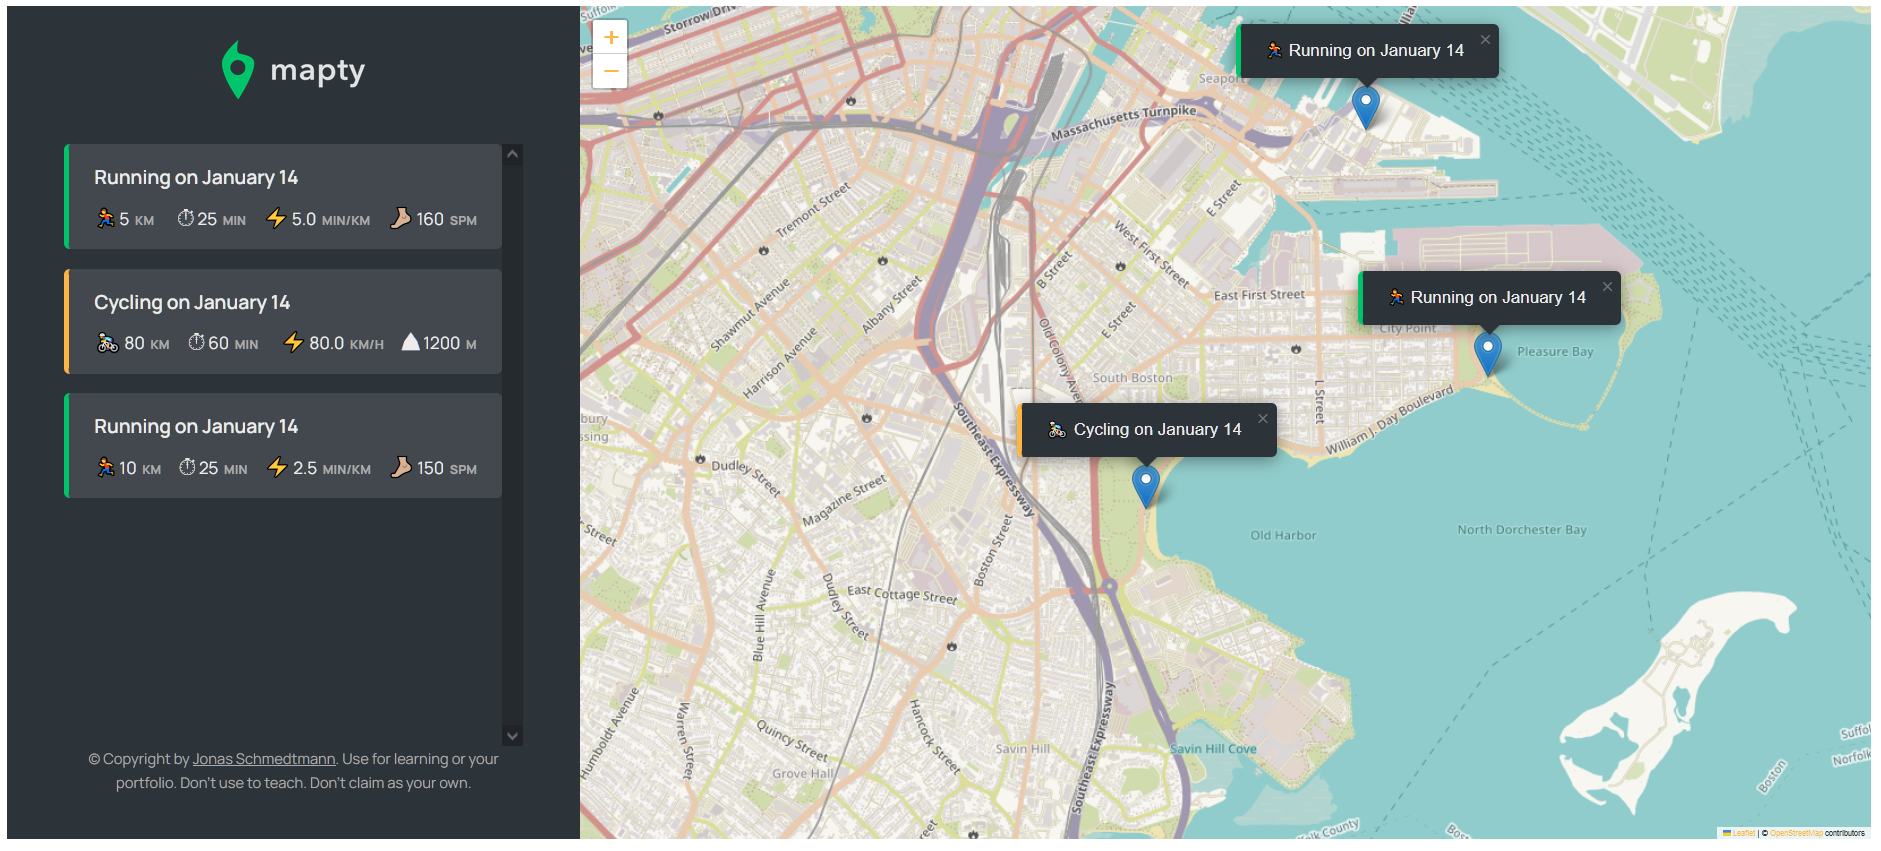 mapty
Running on January 14
5 KM 25 MIN 5.0 MIN/KM 160 SPM
Cycling on January 14
80 KM 60 MIN 80.0 KM/H 1200 M
Running on January 14
10 KM 25 MIN 2.5 MIN/KM 150 SPM
© Copyright by Jonas Schmedtmann. Use for learning or your
portfolio. Don't use to teach. Don't claim as your own.
+
−
Suffolk
Storrow Driv
Running on January 14 ×
Seaport
Massachusetts Turnpike
Tremont Street
E Street
West First Street
B Street
East First Street
Running on January 14 ×
City Point
Shawmut Avenue
Albany Street
E Street
Harrison Avenue
Old Colony Aven
Pleasure Bay
South Boston
L Street
William J. Day Boulevard
Cycling on January 14 ×
Southeast Expressway
Dudley Street
Magazine Street
Boston Street
Old Harbor
North Dorchester Bay
Street
Blue Hill Avenue
Dudley Street
East Cottage Street
Humboldt Avenue
Warren Street
Quincy Street
Hancock Street
Savin Hill
Savin Hill Cove
Grove Hall
Southeast Expressway
Boston
Suffol
Norfolk
folk County
Bos
Leaflet | © OpenStreetMap contributors